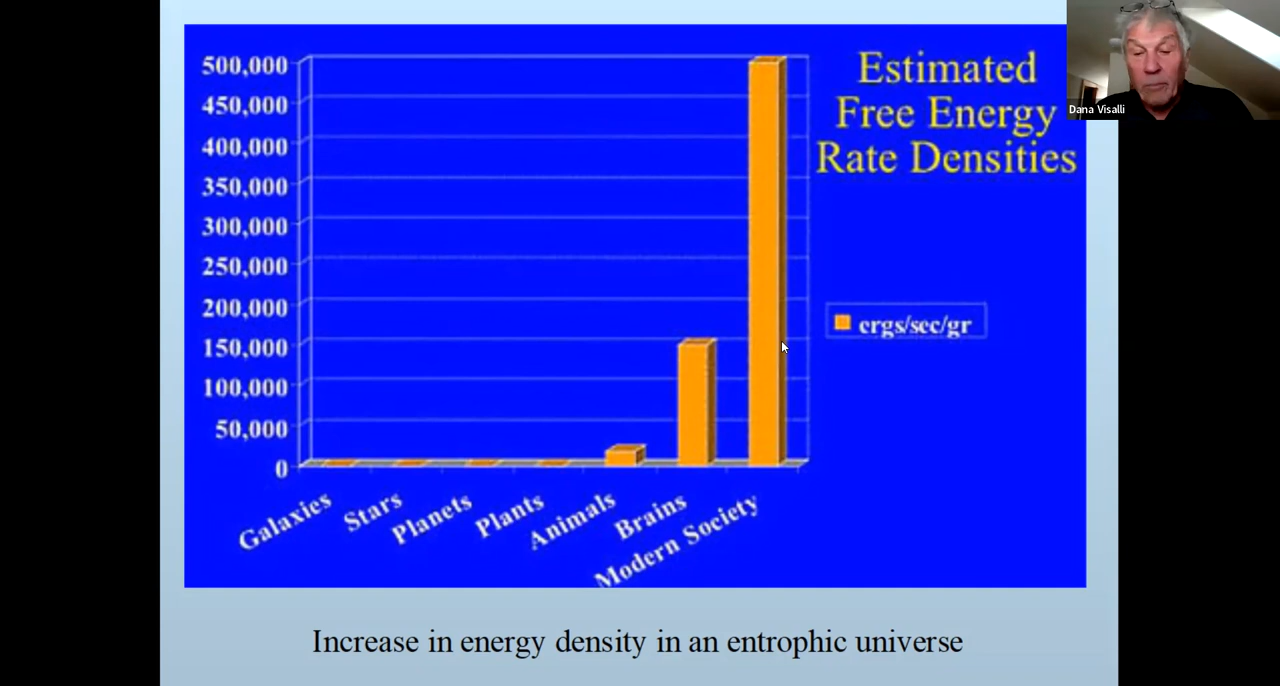 500,000
450,000
400,000
350,000
300,000
250,000
200,000
150,000
100,000
50,000
0
Galaxies
Stars
Planets
Plants
Animals
Brains
Modern Society
Estimated
Free Energy
Rate Densities
ergs/sec/gr
Dana Visalli
Increase in energy density in an entrophic universe